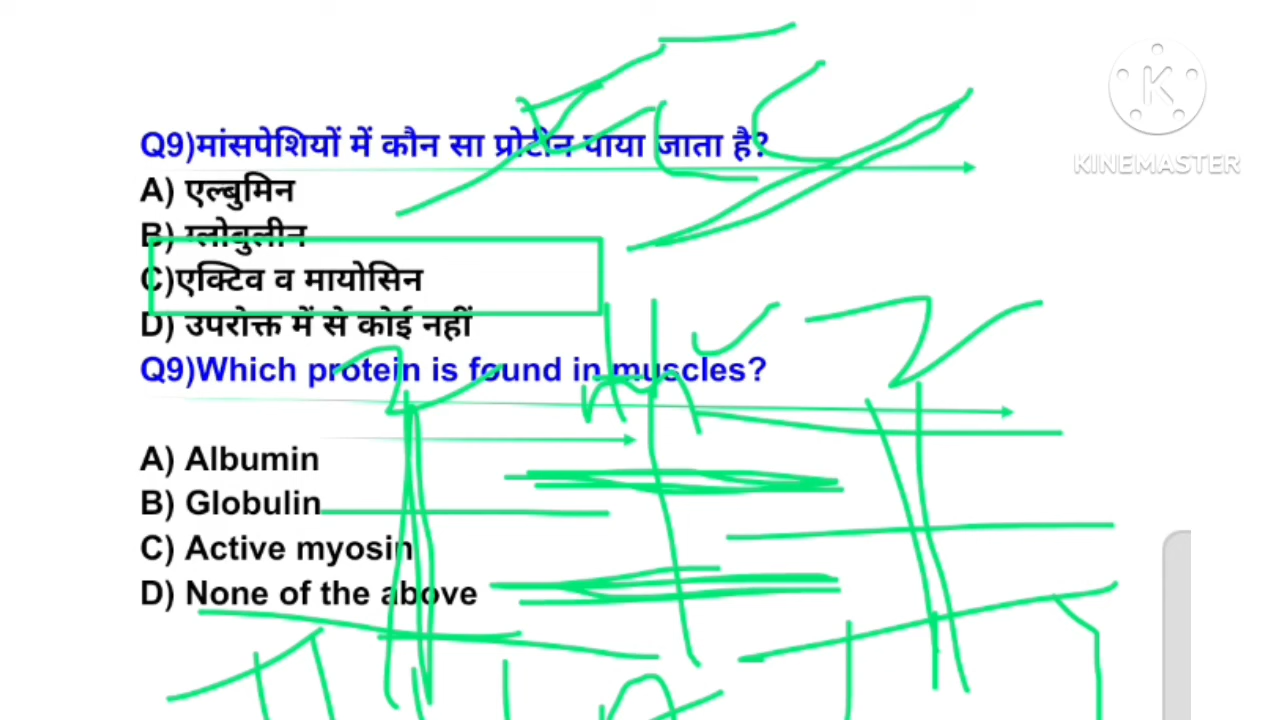 Q9)मांसपेशियों में कौन सा प्रोटीन पाया जाता है?
A) एल्बुमिन
B) ग्लोबुलीन
C)एक्टिव व मायोसिन
D) उपरोक्त में से कोई नहीं
Q9)Which protein is found in muscles?
A) Albumin
B) Globulin
C) Active myosin
D) None of the above
KINEMASTER